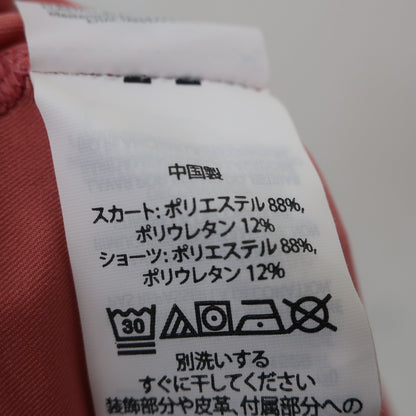 中国製
スカート: ポリエステル 88%,
ポリウレタン 12%
ショーツ: ポリエステル 88%,
ポリウレタン 12%
30
別洗いする
すぐに干してください
装飾部分や皮革, 付属部分への